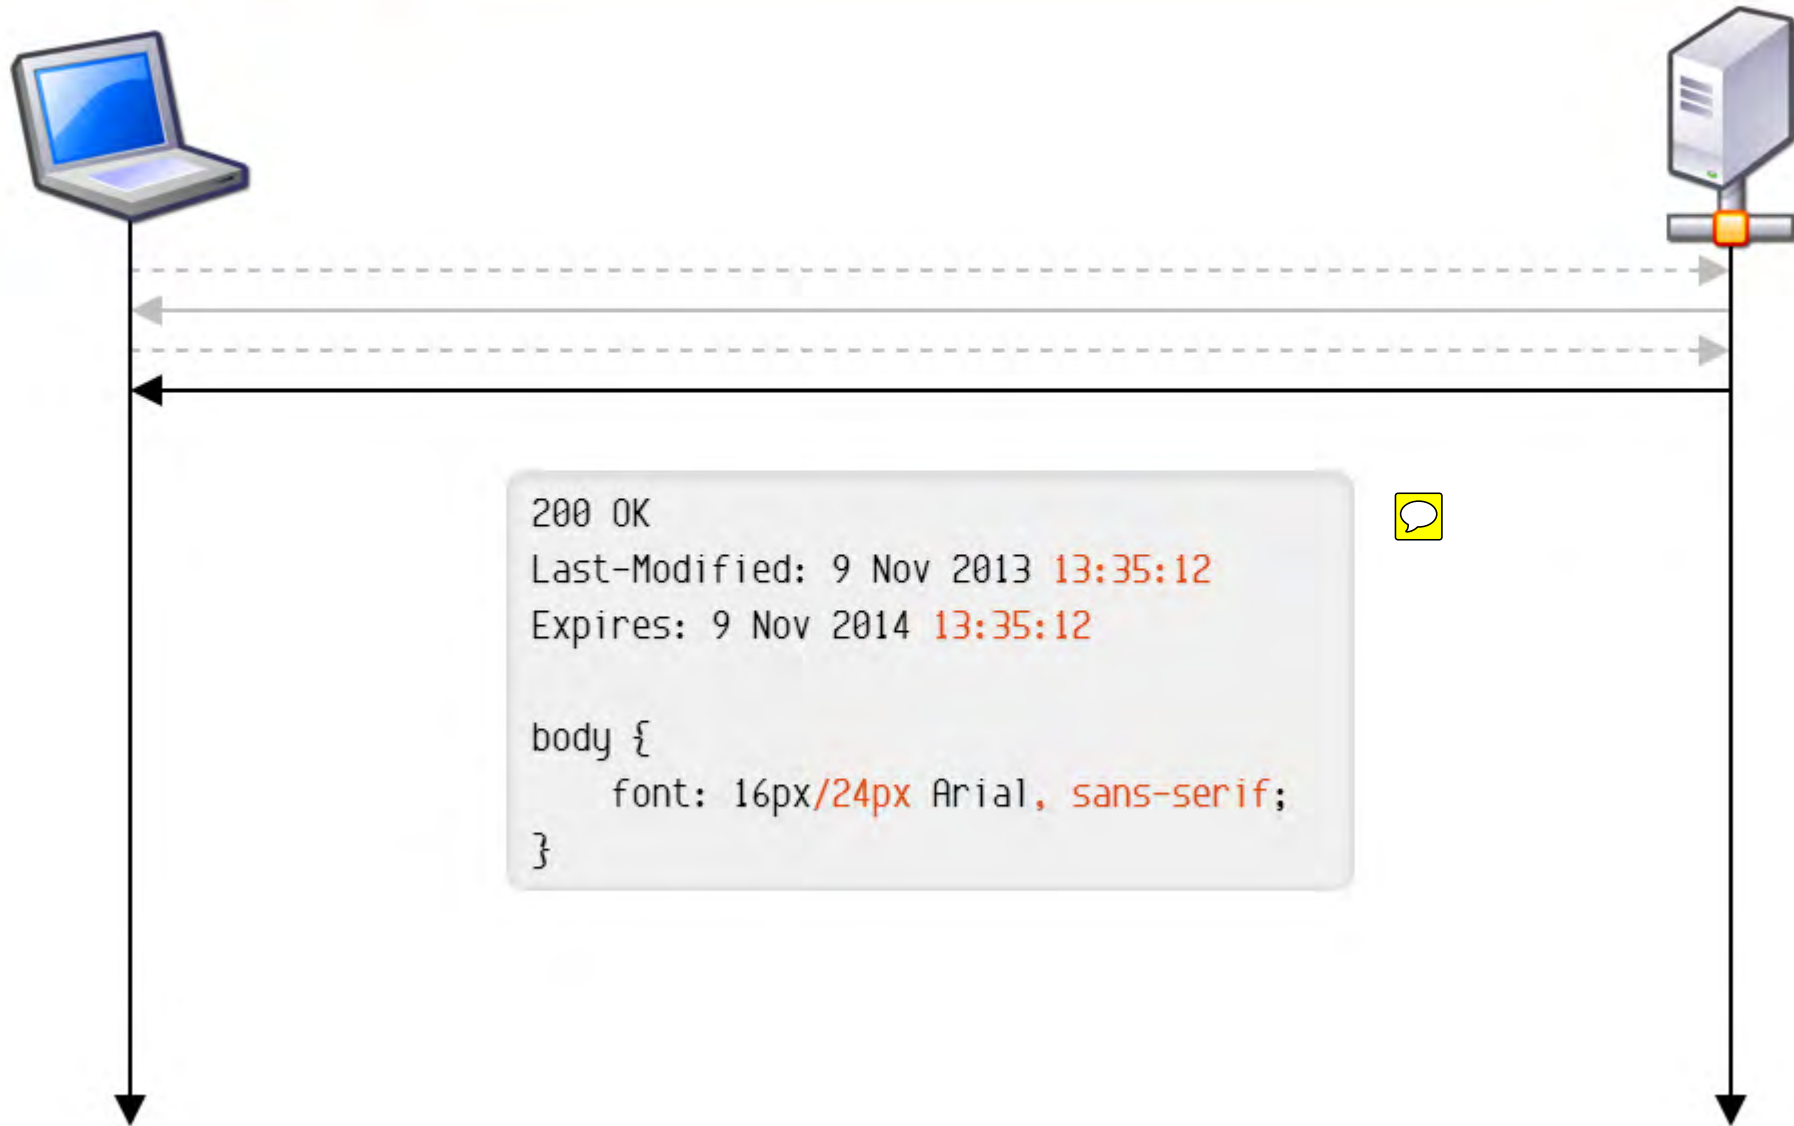 200 OK
Last-Modified: 9 Nov 2013 13:35:12
Expires: 9 Nov 2014 13:35:12
body {
font: 16px/24px Arial, sans-serif;
}